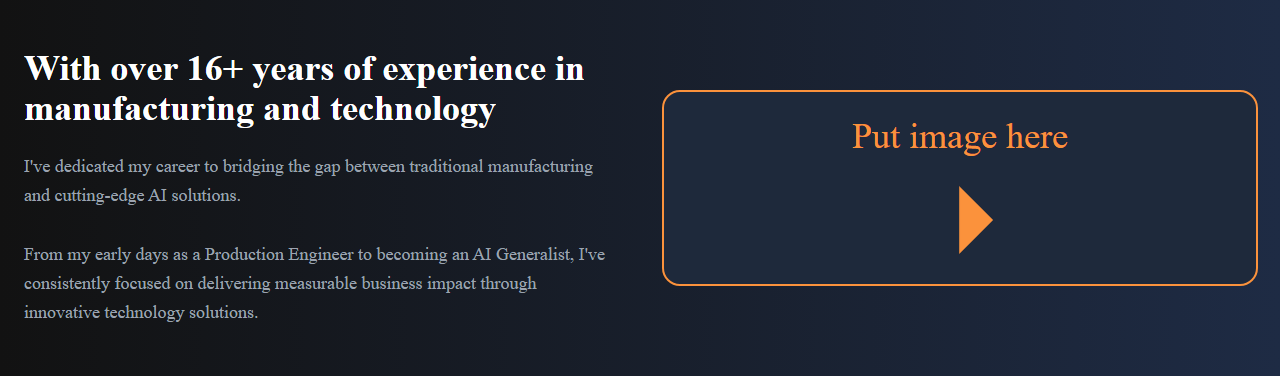 With over 16+ years of experience in
manufacturing and technology
I've dedicated my career to bridging the gap between traditional manufacturing
and cutting-edge AI solutions.
From my early days as a Production Engineer to becoming an AI Generalist, I've
consistently focused on delivering measurable business impact through
innovative technology solutions.
Put image here